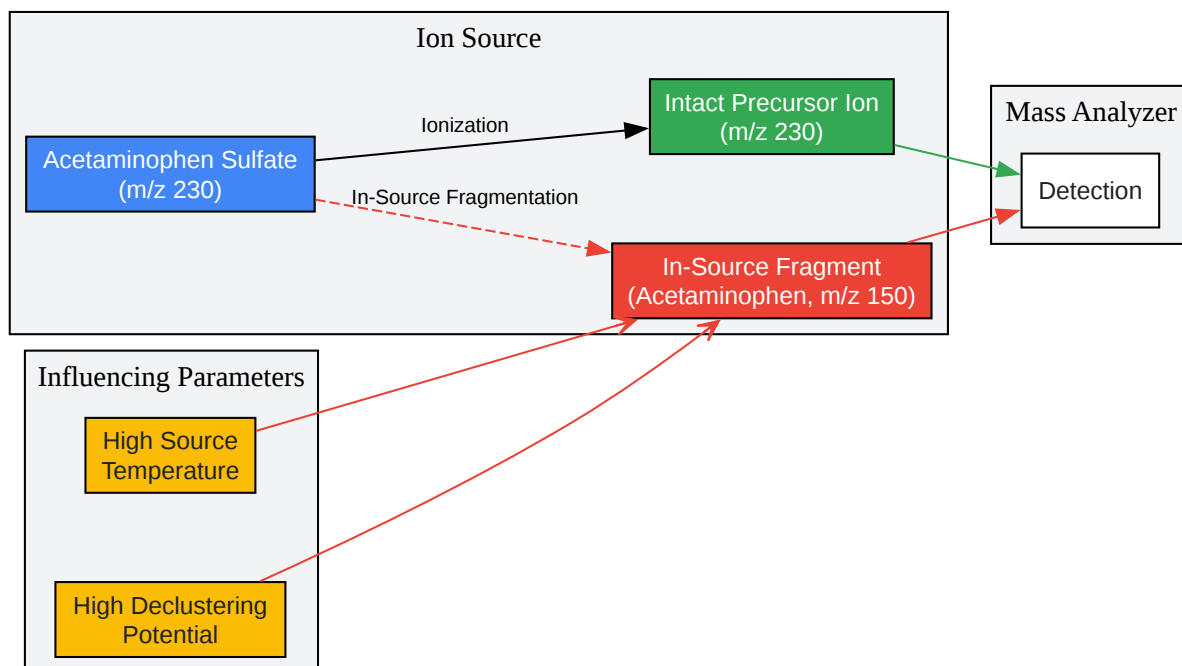 Ion Source
Acetaminophen Sulfate
(m/z 230)
Ionization
In-Source Fragmentation
Intact Precursor Ion
(m/z 230)
In-Source Fragment
(Acetaminophen, m/z 150)
Mass Analyzer
Detection
Influencing Parameters
High Source
Temperature
High Declustering
Potential